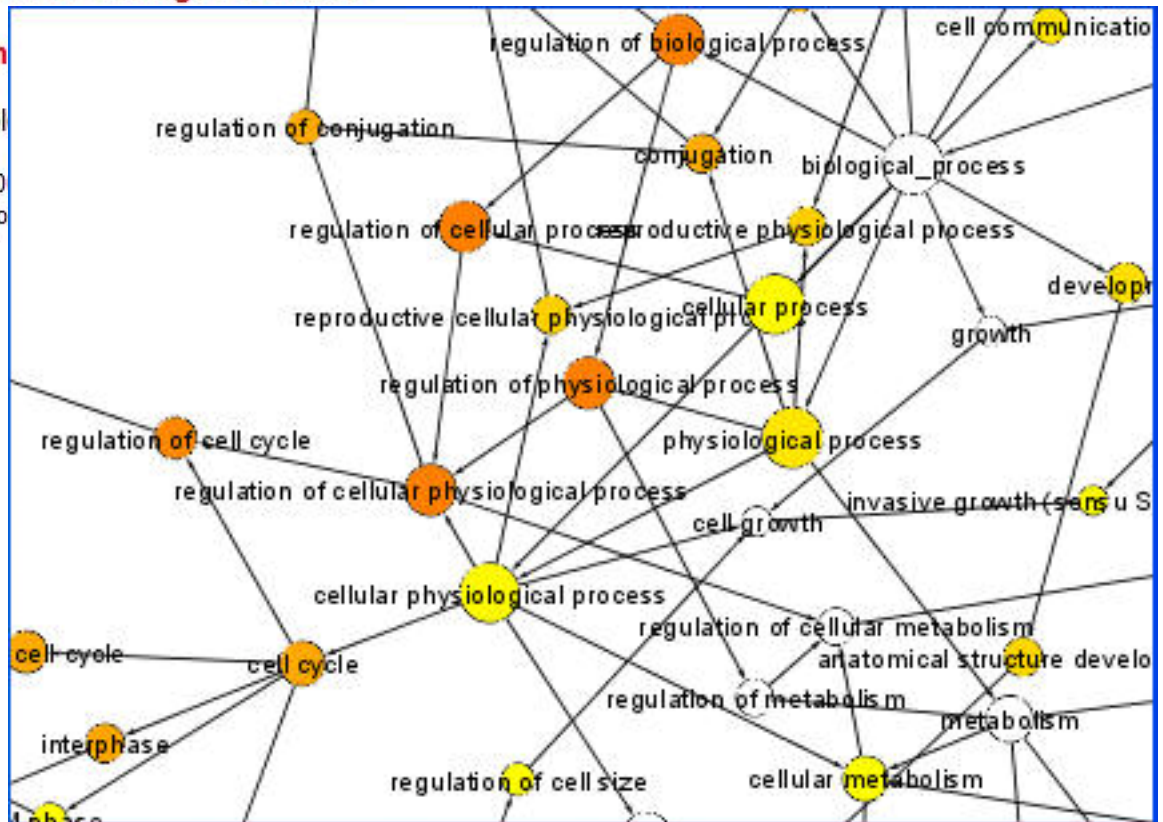 cell communicatio
regulation of biological process
regulation of conjugation
conjugation
biological_process
regulation of cellular process
reproductive physiological process
developr
cellular process
reproductive cellular physiological pro
growth
regulation of physiological process
regulation of cell cycle
physiological process
regulation of cellular physiological process
invasive growth (sensu S
cell growth
cellular physiological process
regulation of cellular metabolism
cell cycle
cell cycle
anatomical structure develo
regulation of metabolism
metabolism
interphase
regulation of cell size
cellular metabolism
phase